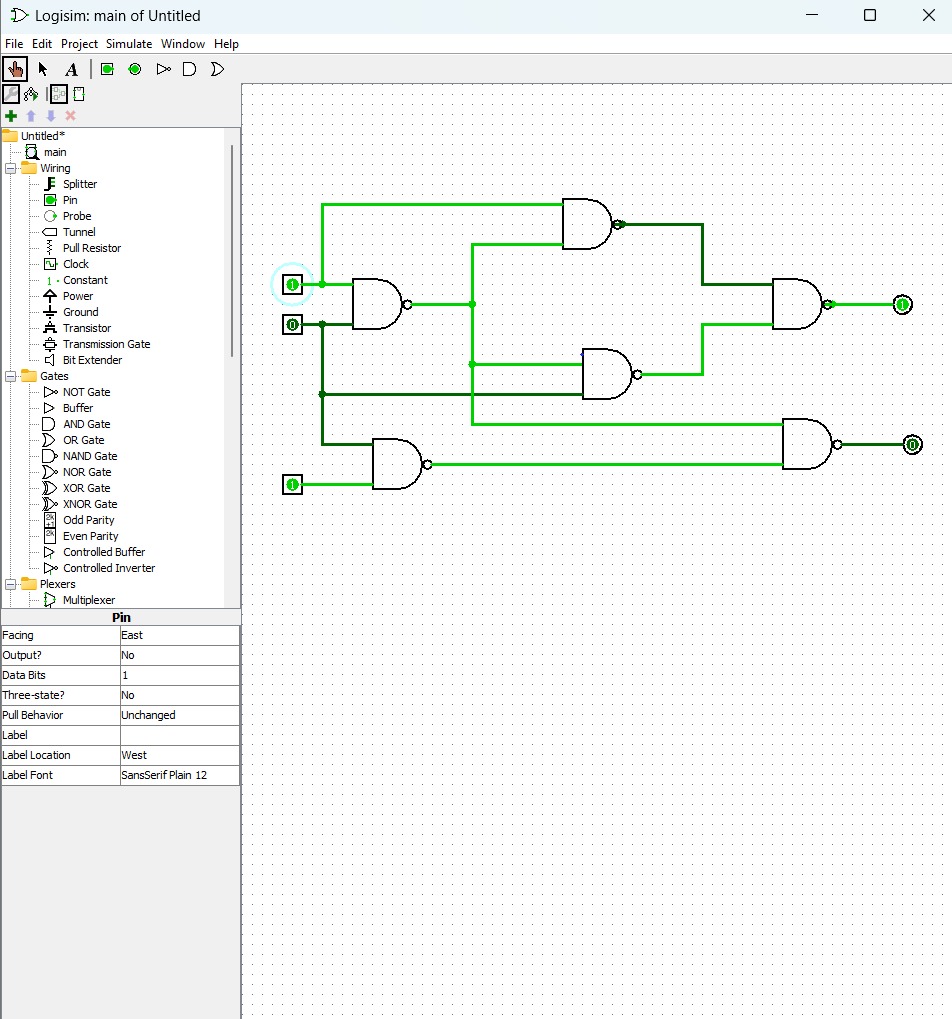 Logisim: main of Untitled
File Edit Project Simulate Window Help
A
Untitled*
main
Wiring
Splitter
Pin
Probe
Tunnel
Pull Resistor
Clock
1 Constant
Power
Ground
Transistor
Transmission Gate
Bit Extender
Gates
NOT Gate
Buffer
AND Gate
OR Gate
NAND Gate
NOR Gate
XOR Gate
XNOR Gate
Odd Parity
Even Parity
Controlled Buffer
Controlled Inverter
Plexers
Multiplexer
Pin
Facing East
Output? No
Data Bits 1
Three-state? No
Pull Behavior Unchanged
Label
Label Location West
Label Font SansSerif Plain 12
1
0
1
1
0